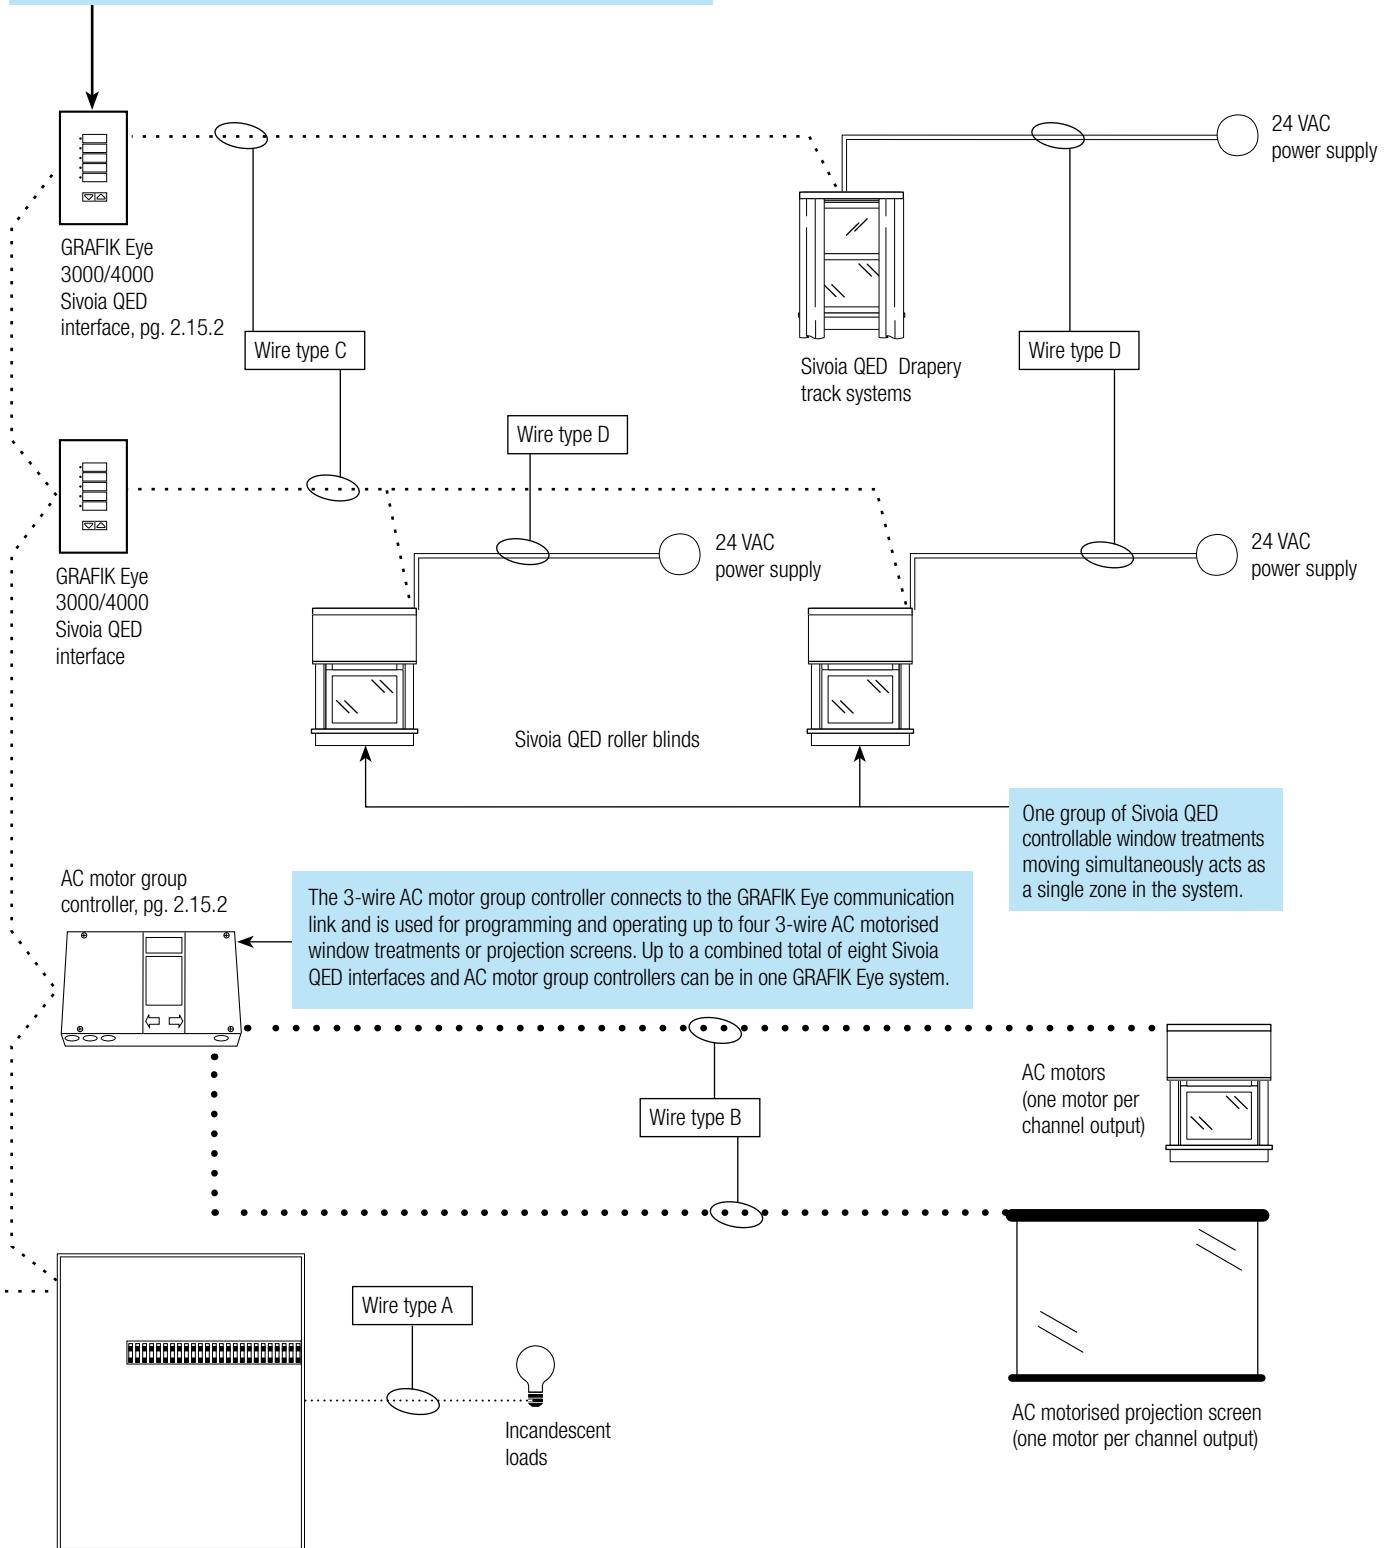 24 VAC
power supply
GRAFIK Eye
3000/4000
Sivoia QED
interface, pg. 2.15.2
Wire type C
Sivoia QED Drapery
track systems
Wire type D
Wire type D
GRAFIK Eye
3000/4000
Sivoia QED
interface
24 VAC
power supply
24 VAC
power supply
Sivoia QED roller blinds
One group of Sivoia QED
controllable window treatments
moving simultaneously acts as
a single zone in the system.
AC motor group
controller, pg. 2.15.2
The 3-wire AC motor group controller connects to the GRAFIK Eye communication
link and is used for programming and operating up to four 3-wire AC motorised
window treatments or projection screens. Up to a combined total of eight Sivoia
QED interfaces and AC motor group controllers can be in one GRAFIK Eye system.
AC motors
(one motor per
channel output)
Wire type B
Wire type A
Incandescent
loads
AC motorised projection screen
(one motor per channel output)